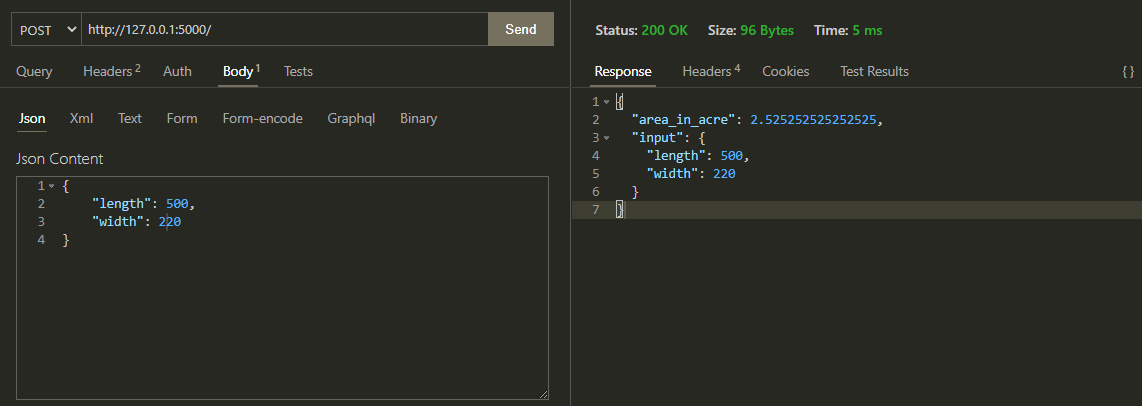 POST http://127.0.0.1:5000/ Send
Query Headers 2 Auth Body 1 Tests
Json Xml Text Form Form-encode Graphql Binary
Json Content
1 {
2 "length": 500,
3 "width": 220
4 }
Status: 200 OK Size: 96 Bytes Time: 5 ms
Response Headers 4 Cookies Test Results {}
1 {
2 "area_in_acre": 2.525252525252525,
3 "input": {
4 "length": 500,
5 "width": 220
6 }
7 }